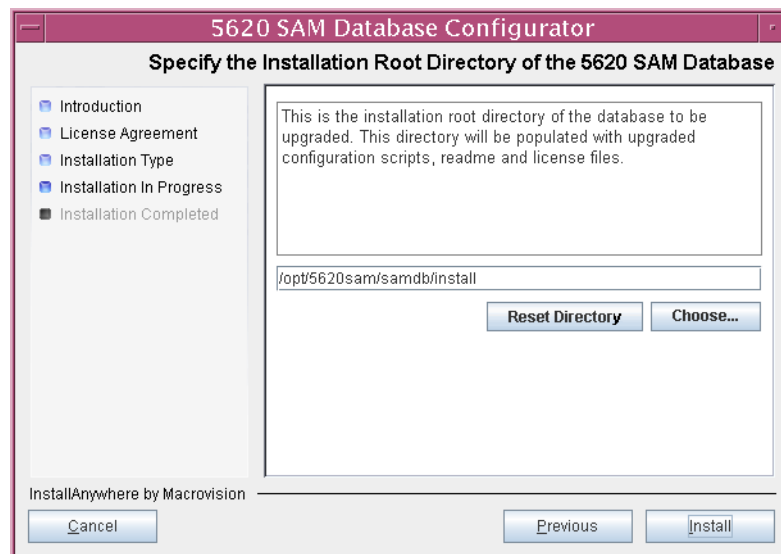 5620 SAM Database Configurator
Specify the Installation Root Directory of the 5620 SAM Database
Introduction
License Agreement
Installation Type
Installation In Progress
Installation Completed
This is the installation root directory of the database to be
upgraded. This directory will be populated with upgraded
configuration scripts, readme and license files.
/opt/5620sam/samdb/install
Reset Directory
Choose...
InstallAnywhere by Macrovision
Cancel
Previous
Install